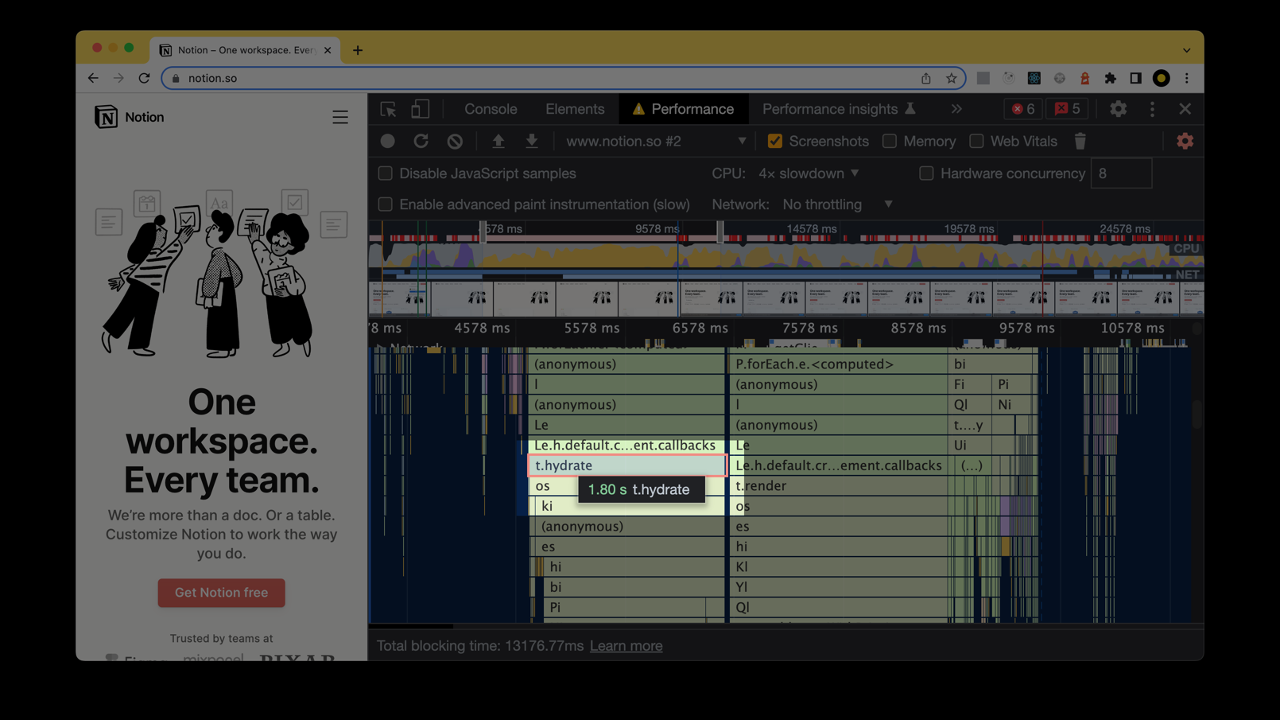 Notion – One workspace. Ever
notion.so
Notion
Aa
One
workspace.
Every team.
We're more than a doc. Or a table.
Customize Notion to work the way
you do.
Get Notion free
Trusted by teams at
mixpanel
PIXAR
Console Elements Performance Performance insights 6 5
www.notion.so #2 Screenshots Memory Web Vitals
Disable JavaScript samples CPU: 4× slowdown Hardware concurrency 8
Enable advanced paint instrumentation (slow) Network: No throttling
578 ms 9578 ms 14578 ms 19578 ms 24578 ms
CPU
NET
78 ms 4578 ms 5578 ms 6578 ms 7578 ms 8578 ms 9578 ms 10578 ms
(anonymous) P.forEach.e.<computed> bi
l (anonymous) Fi Pi
(anonymous) l Ql Ni
Le (anonymous) t....y
Le.h.default.c...ent.callbacks Le Ui
t.hydrate Le.h.default.cr...ement.callbacks (...)
os 1.80 s t.hydrate t.render
ki os
(anonymous) es
es hi
hi Kl
bi Yl
Pi Ql
Total blocking time: 13176.77ms Learn more